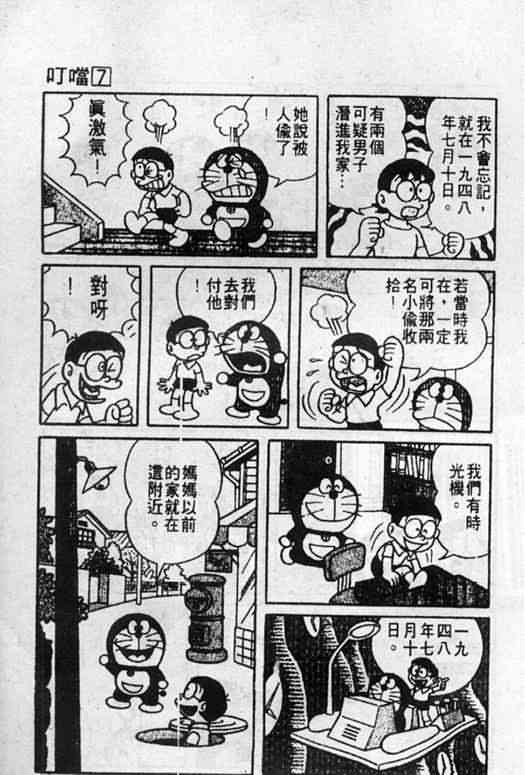 叮噹7
我不會忘記，
就在一九四八
年七月十日。
有兩個
可疑男子
潛進我家…
她說被
人偷了
！
眞激氣！
若當時我
在，一定
可將那兩
名小偷收
拾！
我們
去對
付他
！
對呀
！
我們有時
光機。
一九
四八
年七
月十
日。
媽媽以前
的家就在
這附近。